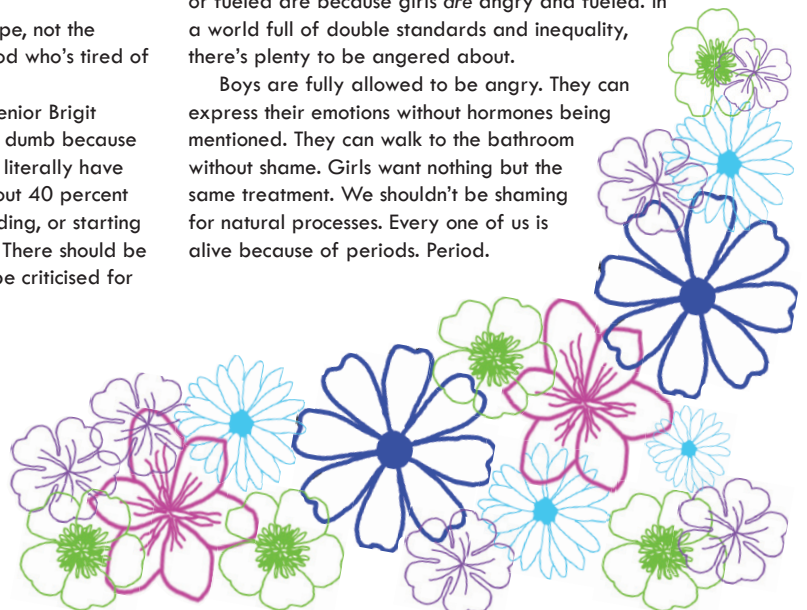 pe, not the
od who's tired of
enior Brigit
dumb because
literally have
out 40 percent
ding, or starting
There should be
be criticised for
or fueled are because girls are angry and fueled. In
a world full of double standards and inequality,
there's plenty to be angered about.
Boys are fully allowed to be angry. They can
express their emotions without hormones being
mentioned. They can walk to the bathroom
without shame. Girls want nothing but the
same treatment. We shouldn't be shaming
for natural processes. Every one of us is
alive because of periods. Period.